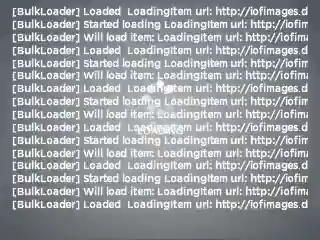 [BulkLoader] Loaded LoadingItem url: http://iofimages.d
[BulkLoader] Started loading LoadingItem url: http://iofim
[BulkLoader] Will load item: LoadingItem url: http://iofima
[BulkLoader] Loaded LoadingItem url: http://iofimages.d
[BulkLoader] Started loading LoadingItem url: http://iofim
[BulkLoader] Will load item: LoadingItem url: http://iofima
[BulkLoader] Loaded LoadingItem url: http://iofimages.d
[BulkLoader] Started loading LoadingItem url: http://iofim
[BulkLoader] Will load item: LoadingItem url: http://iofima
[BulkLoader] Loaded LoadingItem url: http://iofimages.d
LOADING
[BulkLoader] Started loading LoadingItem url: http://iofim
[BulkLoader] Will load item: LoadingItem url: http://iofima
[BulkLoader] Loaded LoadingItem url: http://iofimages.d
[BulkLoader] Started loading LoadingItem url: http://iofim
[BulkLoader] Will load item: LoadingItem url: http://iofima
[BulkLoader] Loaded LoadingItem url: http://iofimages.d